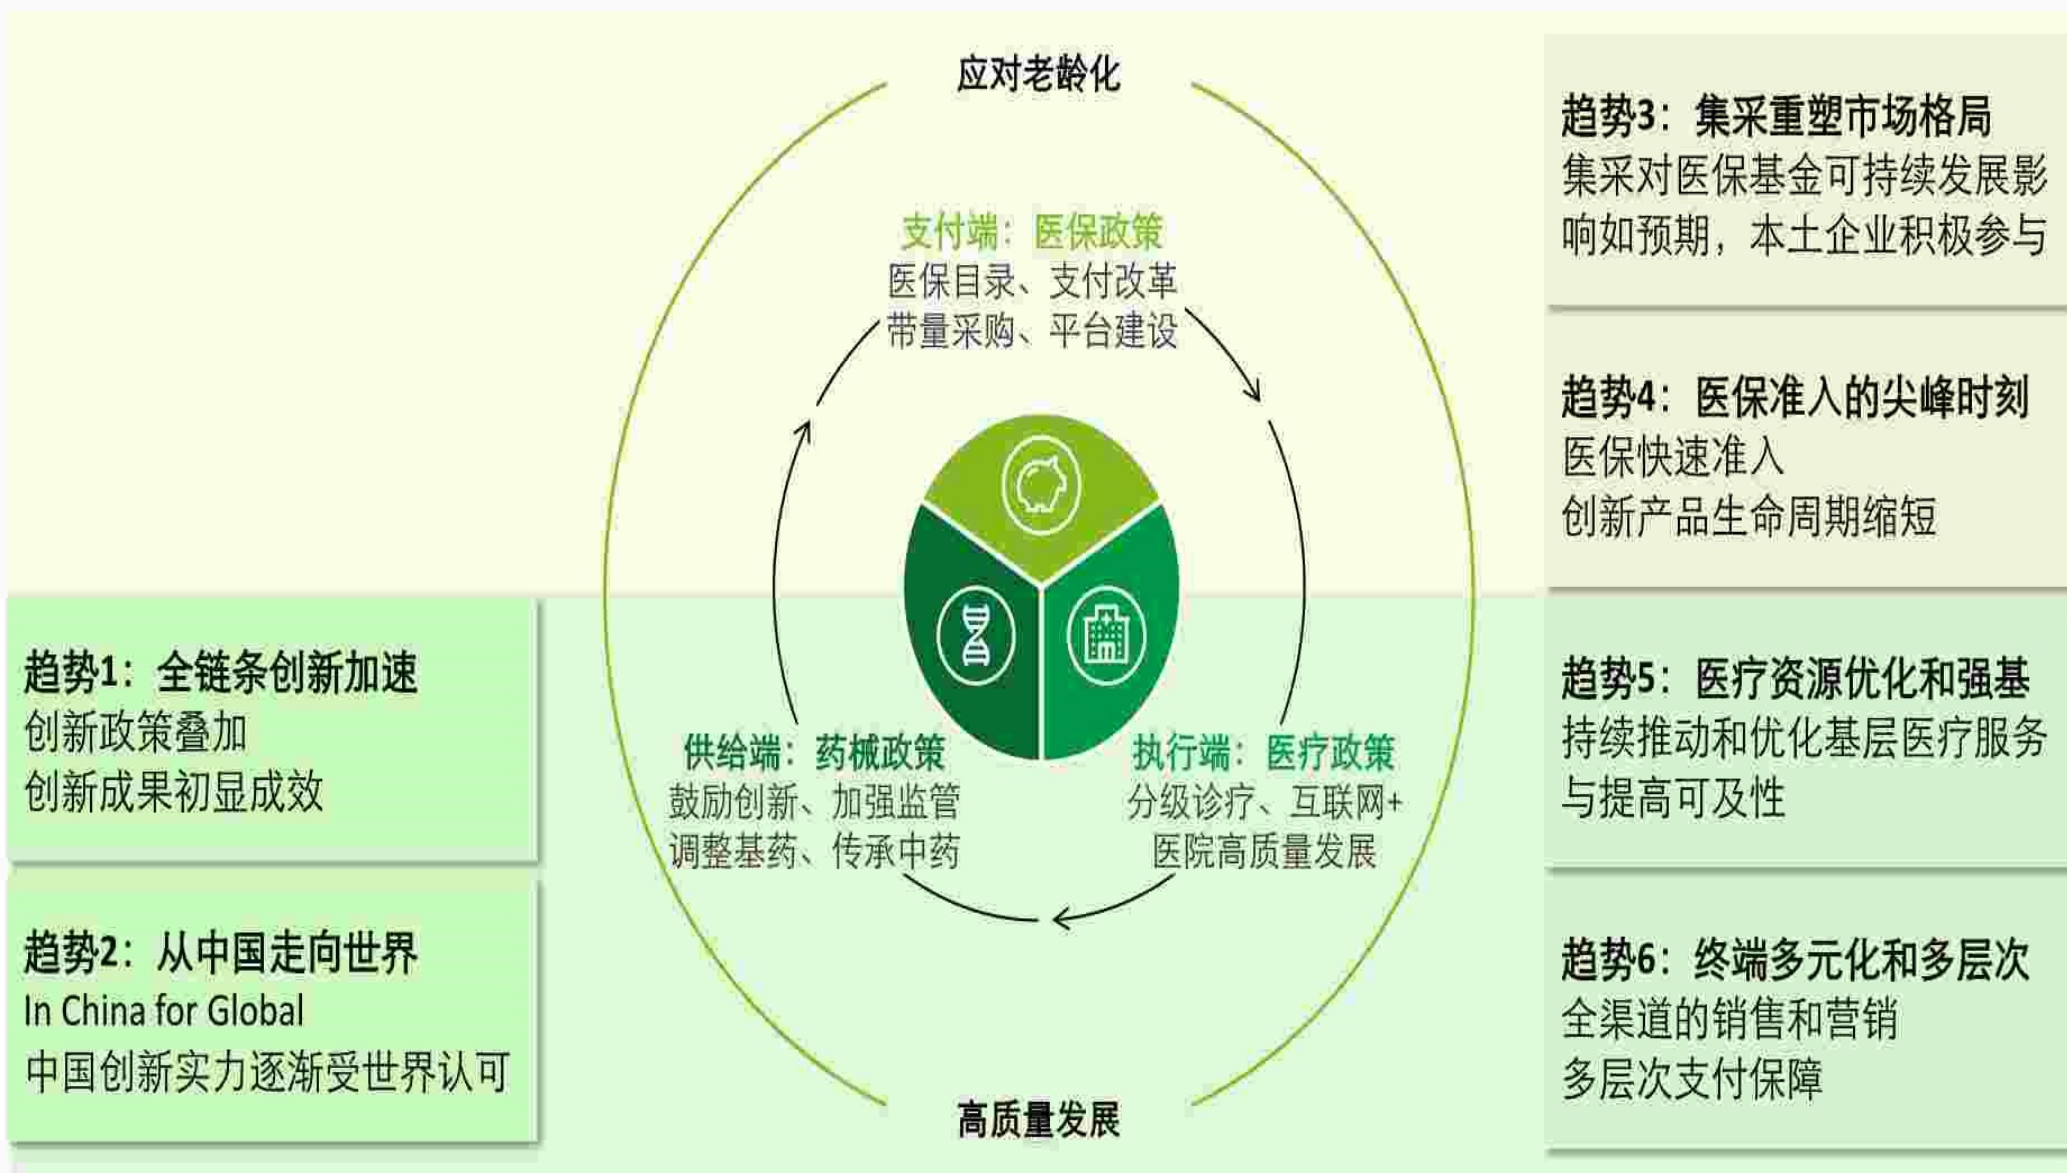 应对老龄化
支付端：医保政策
医保目录、支付改革
带量采购、平台建设
供给端：药械政策
鼓励创新、加强监管
调整基药、传承中药
执行端：医疗政策
分级诊疗、互联网+
医院高质量发展
高质量发展
趋势1：全链条创新加速
创新政策叠加
创新成果初显成效
趋势2：从中国走向世界
In China for Global
中国创新实力逐渐受世界认可
趋势3：集采重塑市场格局
集采对医保基金可持续发展影
响如预期，本土企业积极参与
趋势4：医保准入的尖峰时刻
医保快速准入
创新产品生命周期缩短
趋势5：医疗资源优化和强基
持续推动和优化基层医疗服务
与提高可及性
趋势6：终端多元化和多层次
全渠道的销售和营销
多层次支付保障